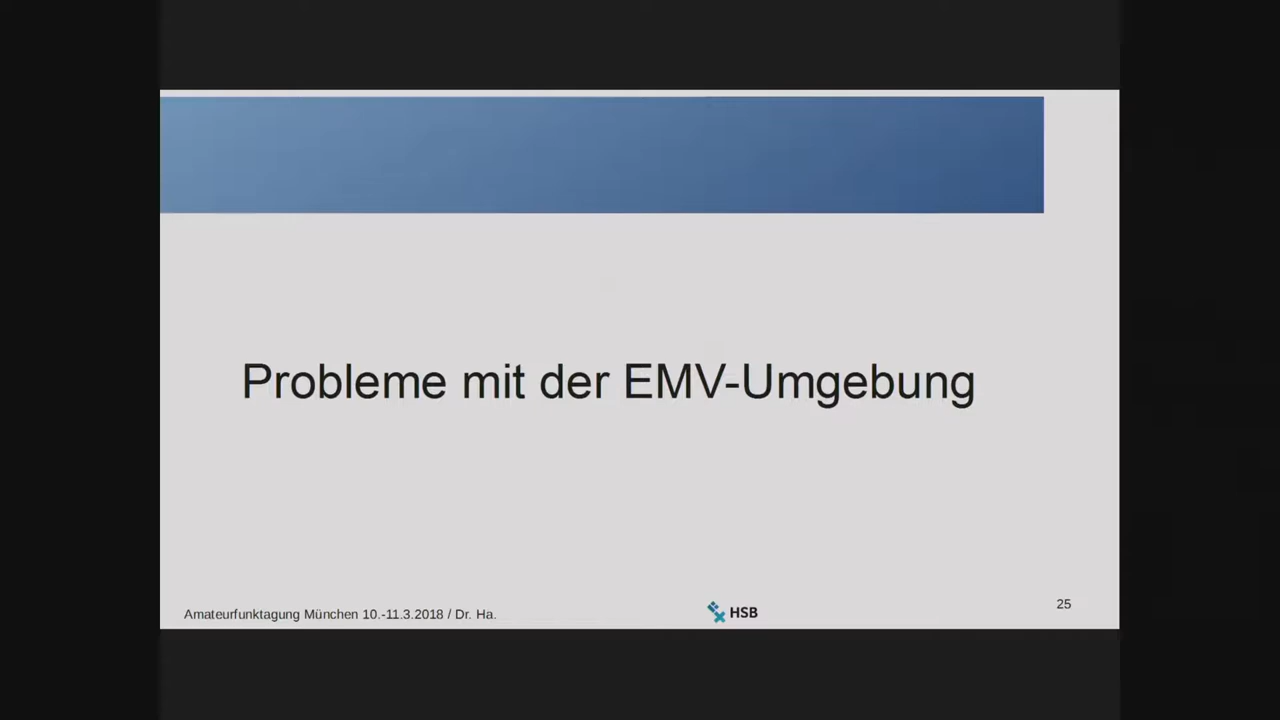 Probleme mit der EMV-Umgebung
Amateurfunktagung München 10.-11.3.2018 / Dr. Ha.
HSB
25